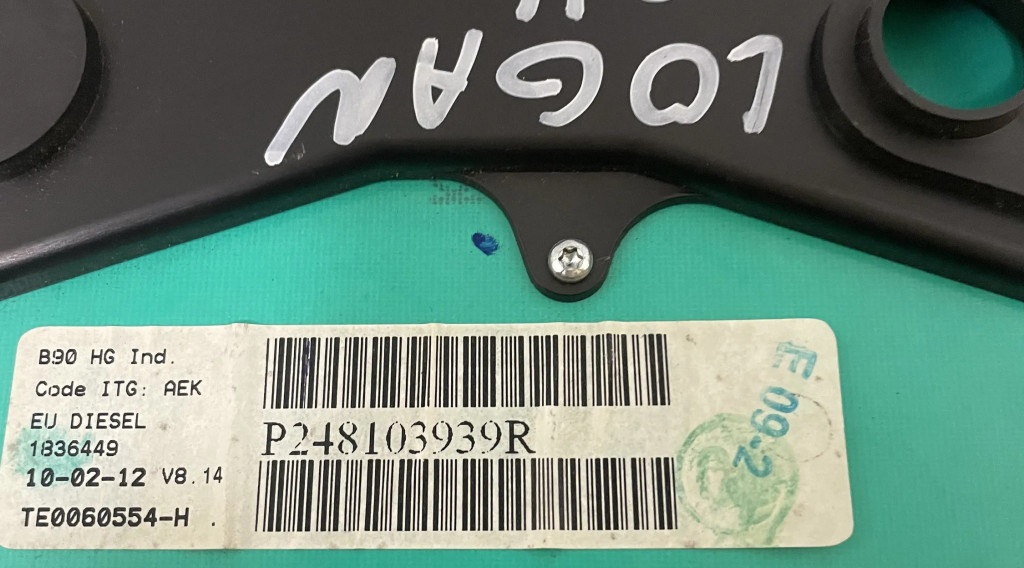 LOGAN
B90 HG Ind.
Code ITG: AEK
EU DIESEL
1836449
10-02-12 V8.14
TE0060554-H .
P248103939R
E 09-2